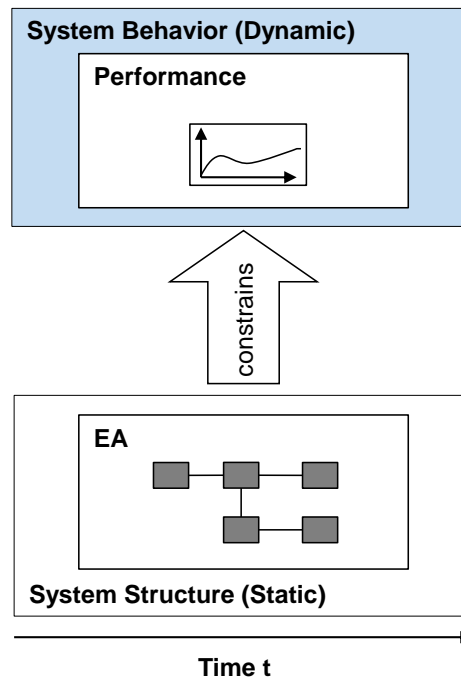 System Behavior (Dynamic)
Performance
constrains
EA
System Structure (Static)
Time t